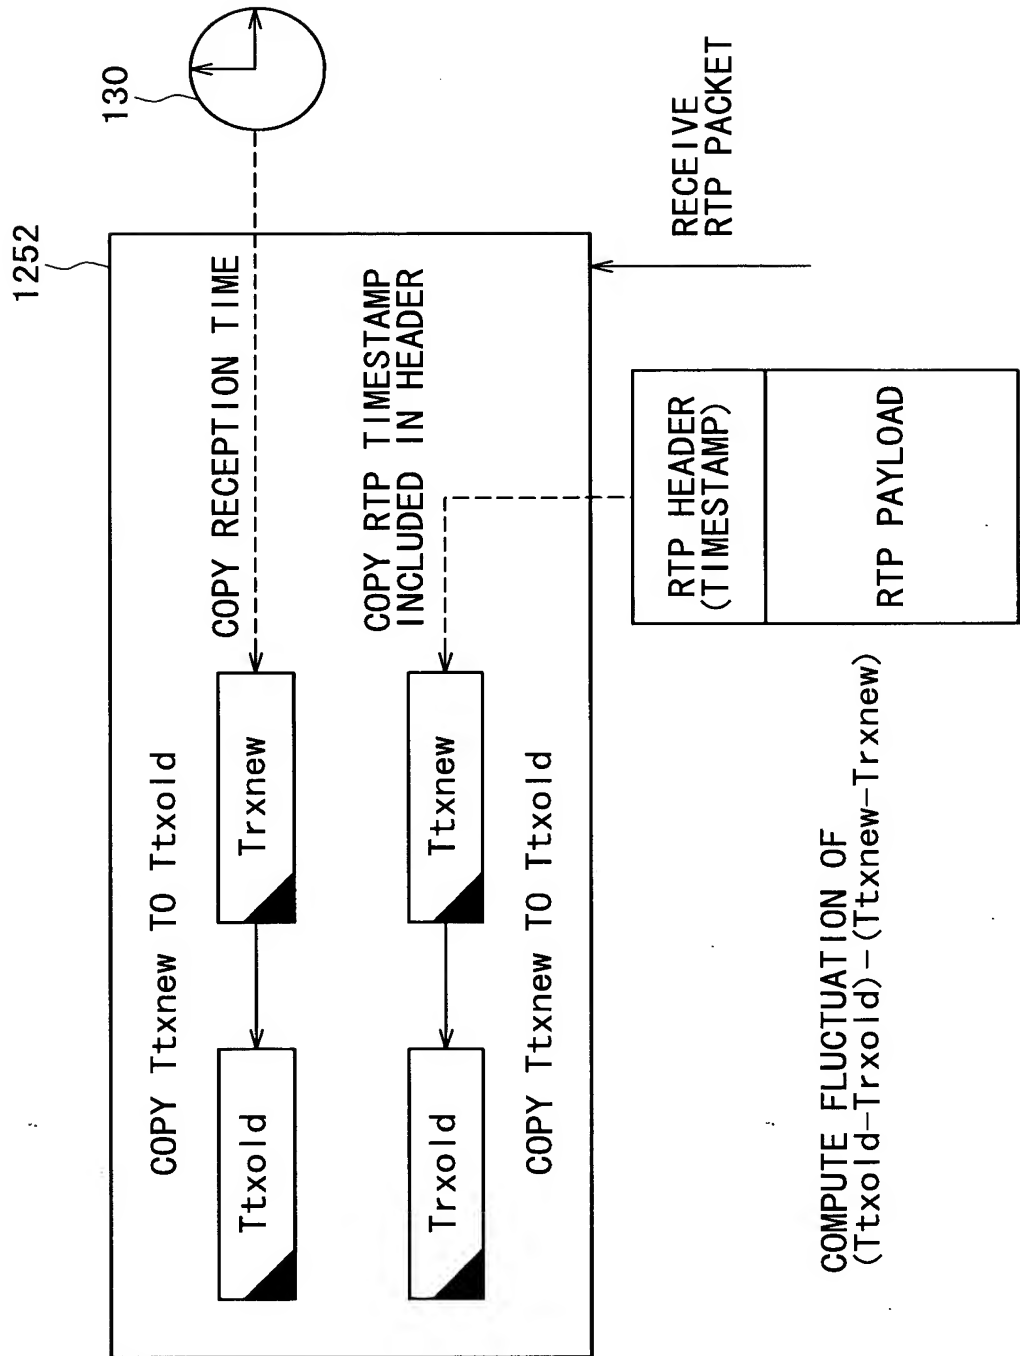 1252
130
COPY Ttxnew TO Ttxold
COPY RECEPTION TIME
Ttxold
Trxnew
COPY RTP TIMESTAMP
INCLUDED IN HEADER
Trxold
Ttxnew
COPY Ttxnew TO Ttxold
RECEIVE
RTP PACKET
RTP HEADER
(TIMESTAMP)
RTP PAYLOAD
COMPUTE FLUCTUATION OF
(Ttxold-Trxold)-(Ttxnew-Trxnew)